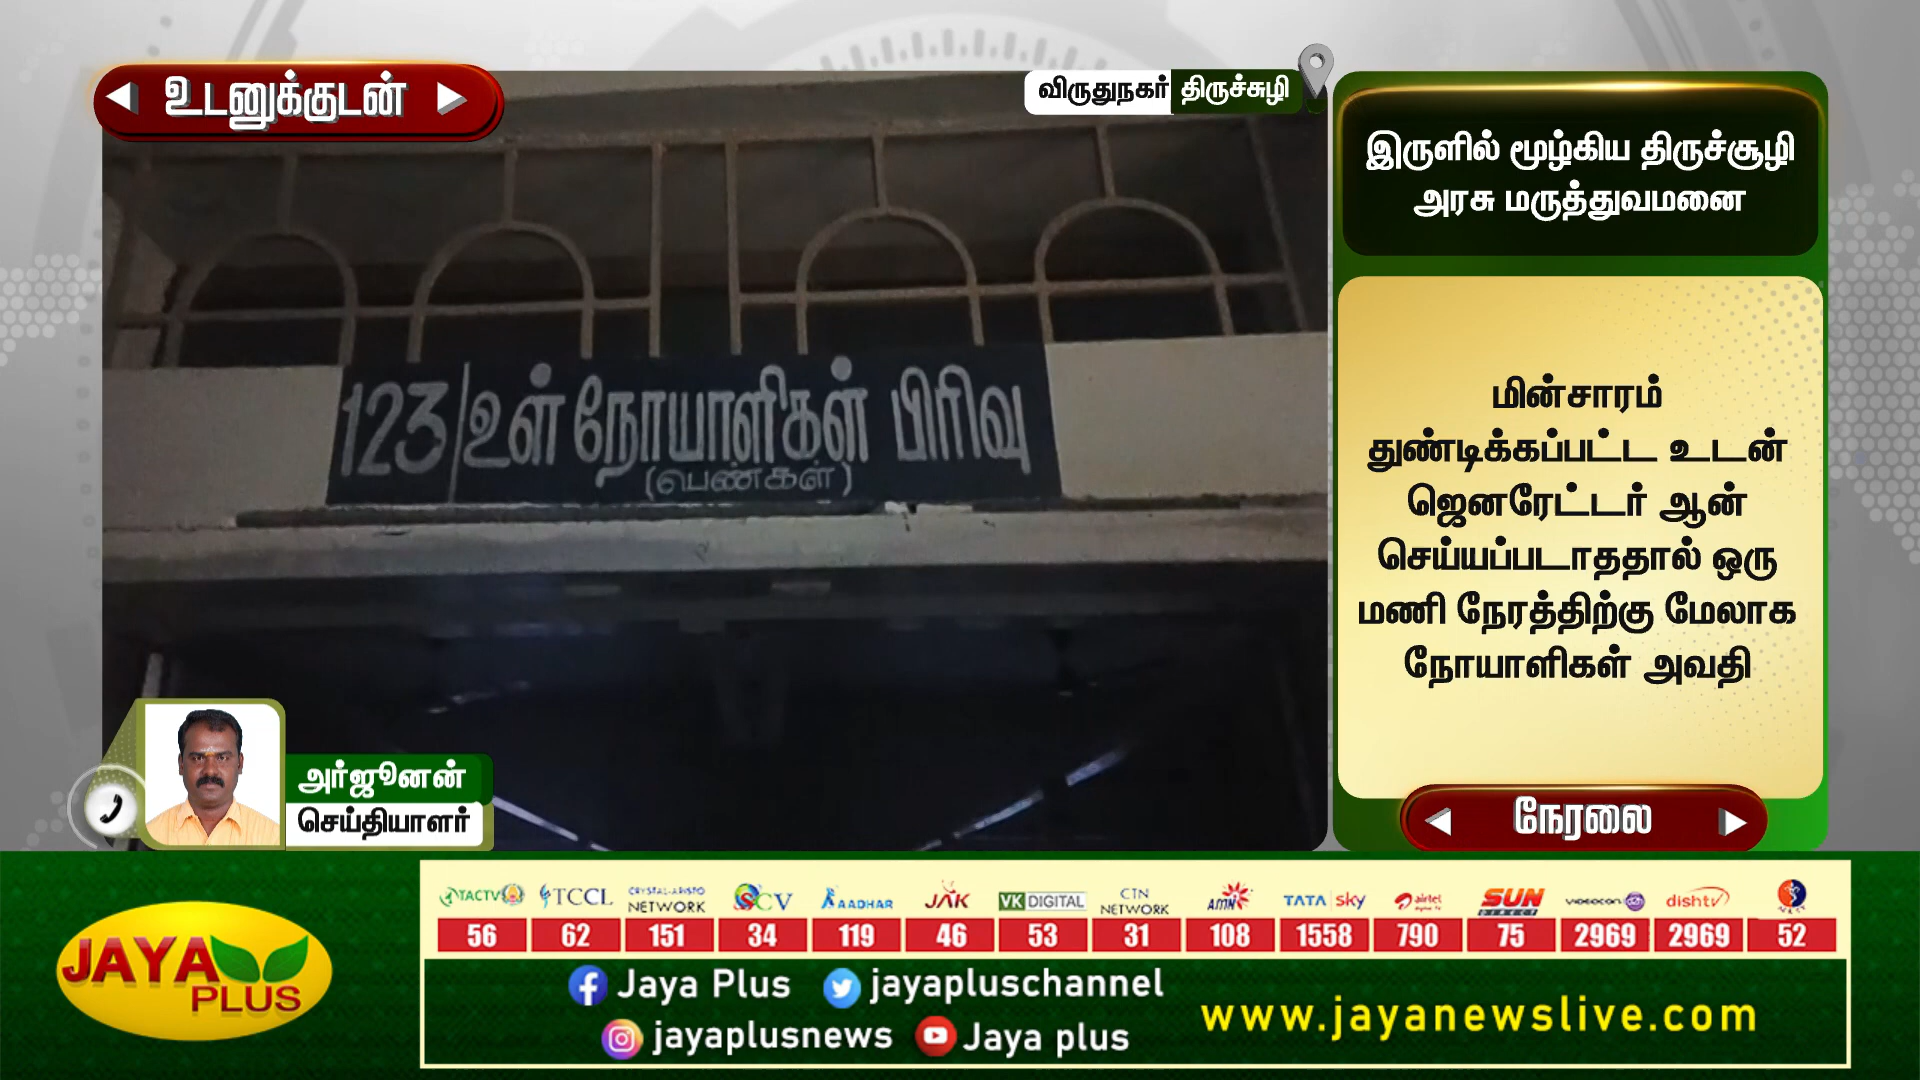 உடனுக்குடன்
விருதுநகர் திருச்சுழி
இருளில் மூழ்கிய திருச்சூழி
அரசு மருத்துவமனை
123 உள் நோயாளிகள் பிரிவு
(பெண்கள்)
மின்சாரம்
துண்டிக்கப்பட்ட உடன்
ஜெனரேட்டர் ஆன்
செய்யப்படாததால் ஒரு
மணி நேரத்திற்கு மேலாக
நோயாளிகள் அவதி
அர்ஜூனன்
செய்தியாளர்
நேரலை
TACTV TCCL CRYSTAL-ARISTO NETWORK SCV AADHAR JAK VK DIGITAL CTN NETWORK AMN TATA sky airtel SUN DIRECT videocon d2h dishtv
56 62 151 34 119 46 53 31 108 1558 790 75 2969 2969 52
JAYA
PLUS
Jaya Plus jayapluschannel
jayaplusnews Jaya plus
www.jayanewslive.com